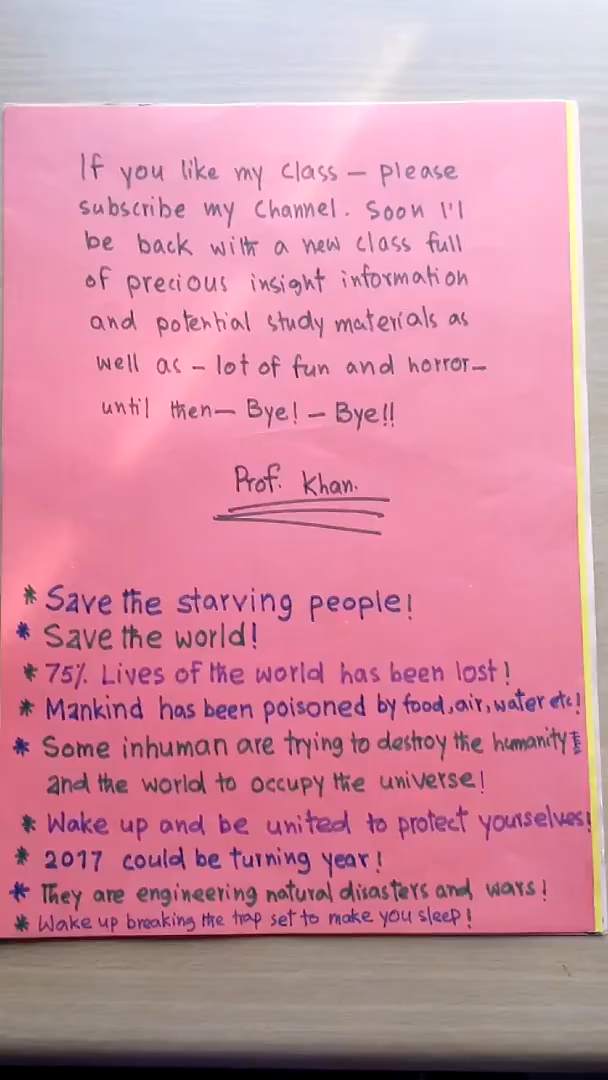 If you like my class – please
subscribe my channel. Soon I'll
be back with a new class full
of precious insight information
and potential study materials as
well as – lot of fun and horror–
until then– Bye! – Bye!!
Prof. Khan.
* Save the starving people!
* Save the world!
* 75% Lives of the world has been lost!
* Mankind has been poisoned by food, air, water etc!
* Some inhuman are trying to destroy the humanity
and the world to occupy the universe!
* Wake up and be united to protect yourselves!
* 2017 could be turning year!
* They are engineering natural disasters and wars!
* Wake up breaking the trap set to make you sleep!